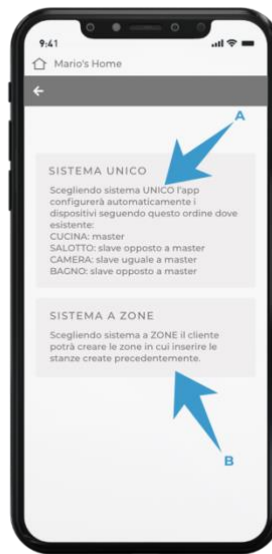 9:41
Mario's Home
A
SISTEMA UNICO
Scegliendo sistema UNICO l'app
configurerà automaticamente i
dispositivi seguendo questo ordine dove
esistente:
CUCINA: master
SALOTTO: slave opposto a master
CAMERA: slave uguale a master
BAGNO: slave opposto a master
SISTEMA A ZONE
Scegliendo sistema a ZONE il cliente
potrà creare le zone in cui inserire le
stanze create precedentemente.
B